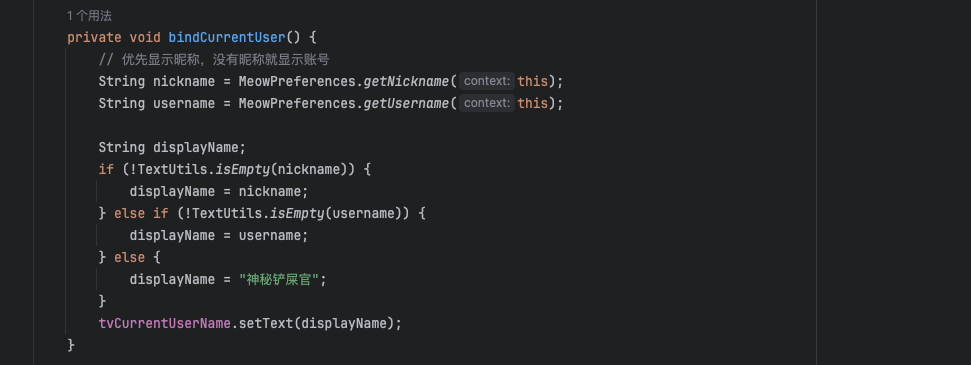 1 个用法
private void bindCurrentUser() {
// 优先显示昵称，没有昵称就显示账号
String nickname = MeowPreferences.getNickname( context: this);
String username = MeowPreferences.getUsername( context: this);
String displayName;
if (!TextUtils.isEmpty(nickname)) {
displayName = nickname;
} else if (!TextUtils.isEmpty(username)) {
displayName = username;
} else {
displayName = "神秘铲屎官";
}
tvCurrentUserName.setText(displayName);
}